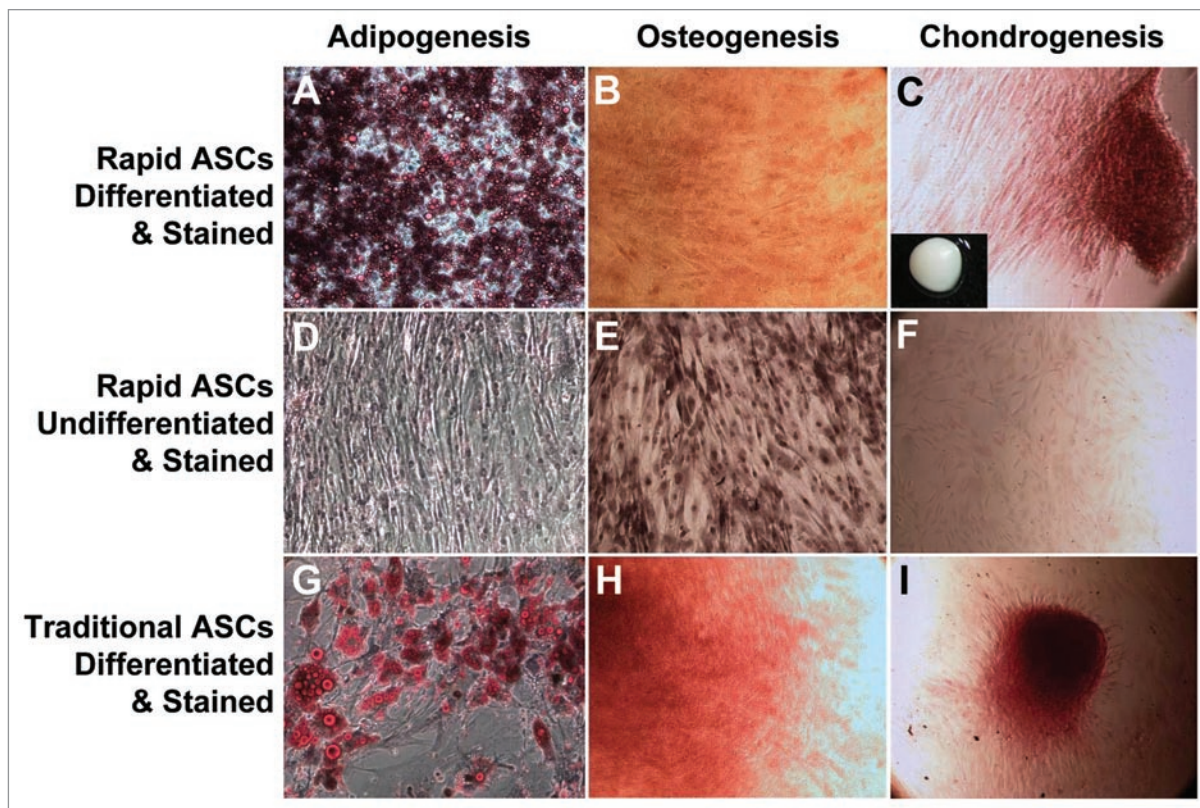 Adipogenesis Osteogenesis Chondrogenesis
Rapid ASCs
Differentiated
& Stained
A B C
Rapid ASCs
Undifferentiated
& Stained
D E F
Traditional ASCs
Differentiated
& Stained
G H I